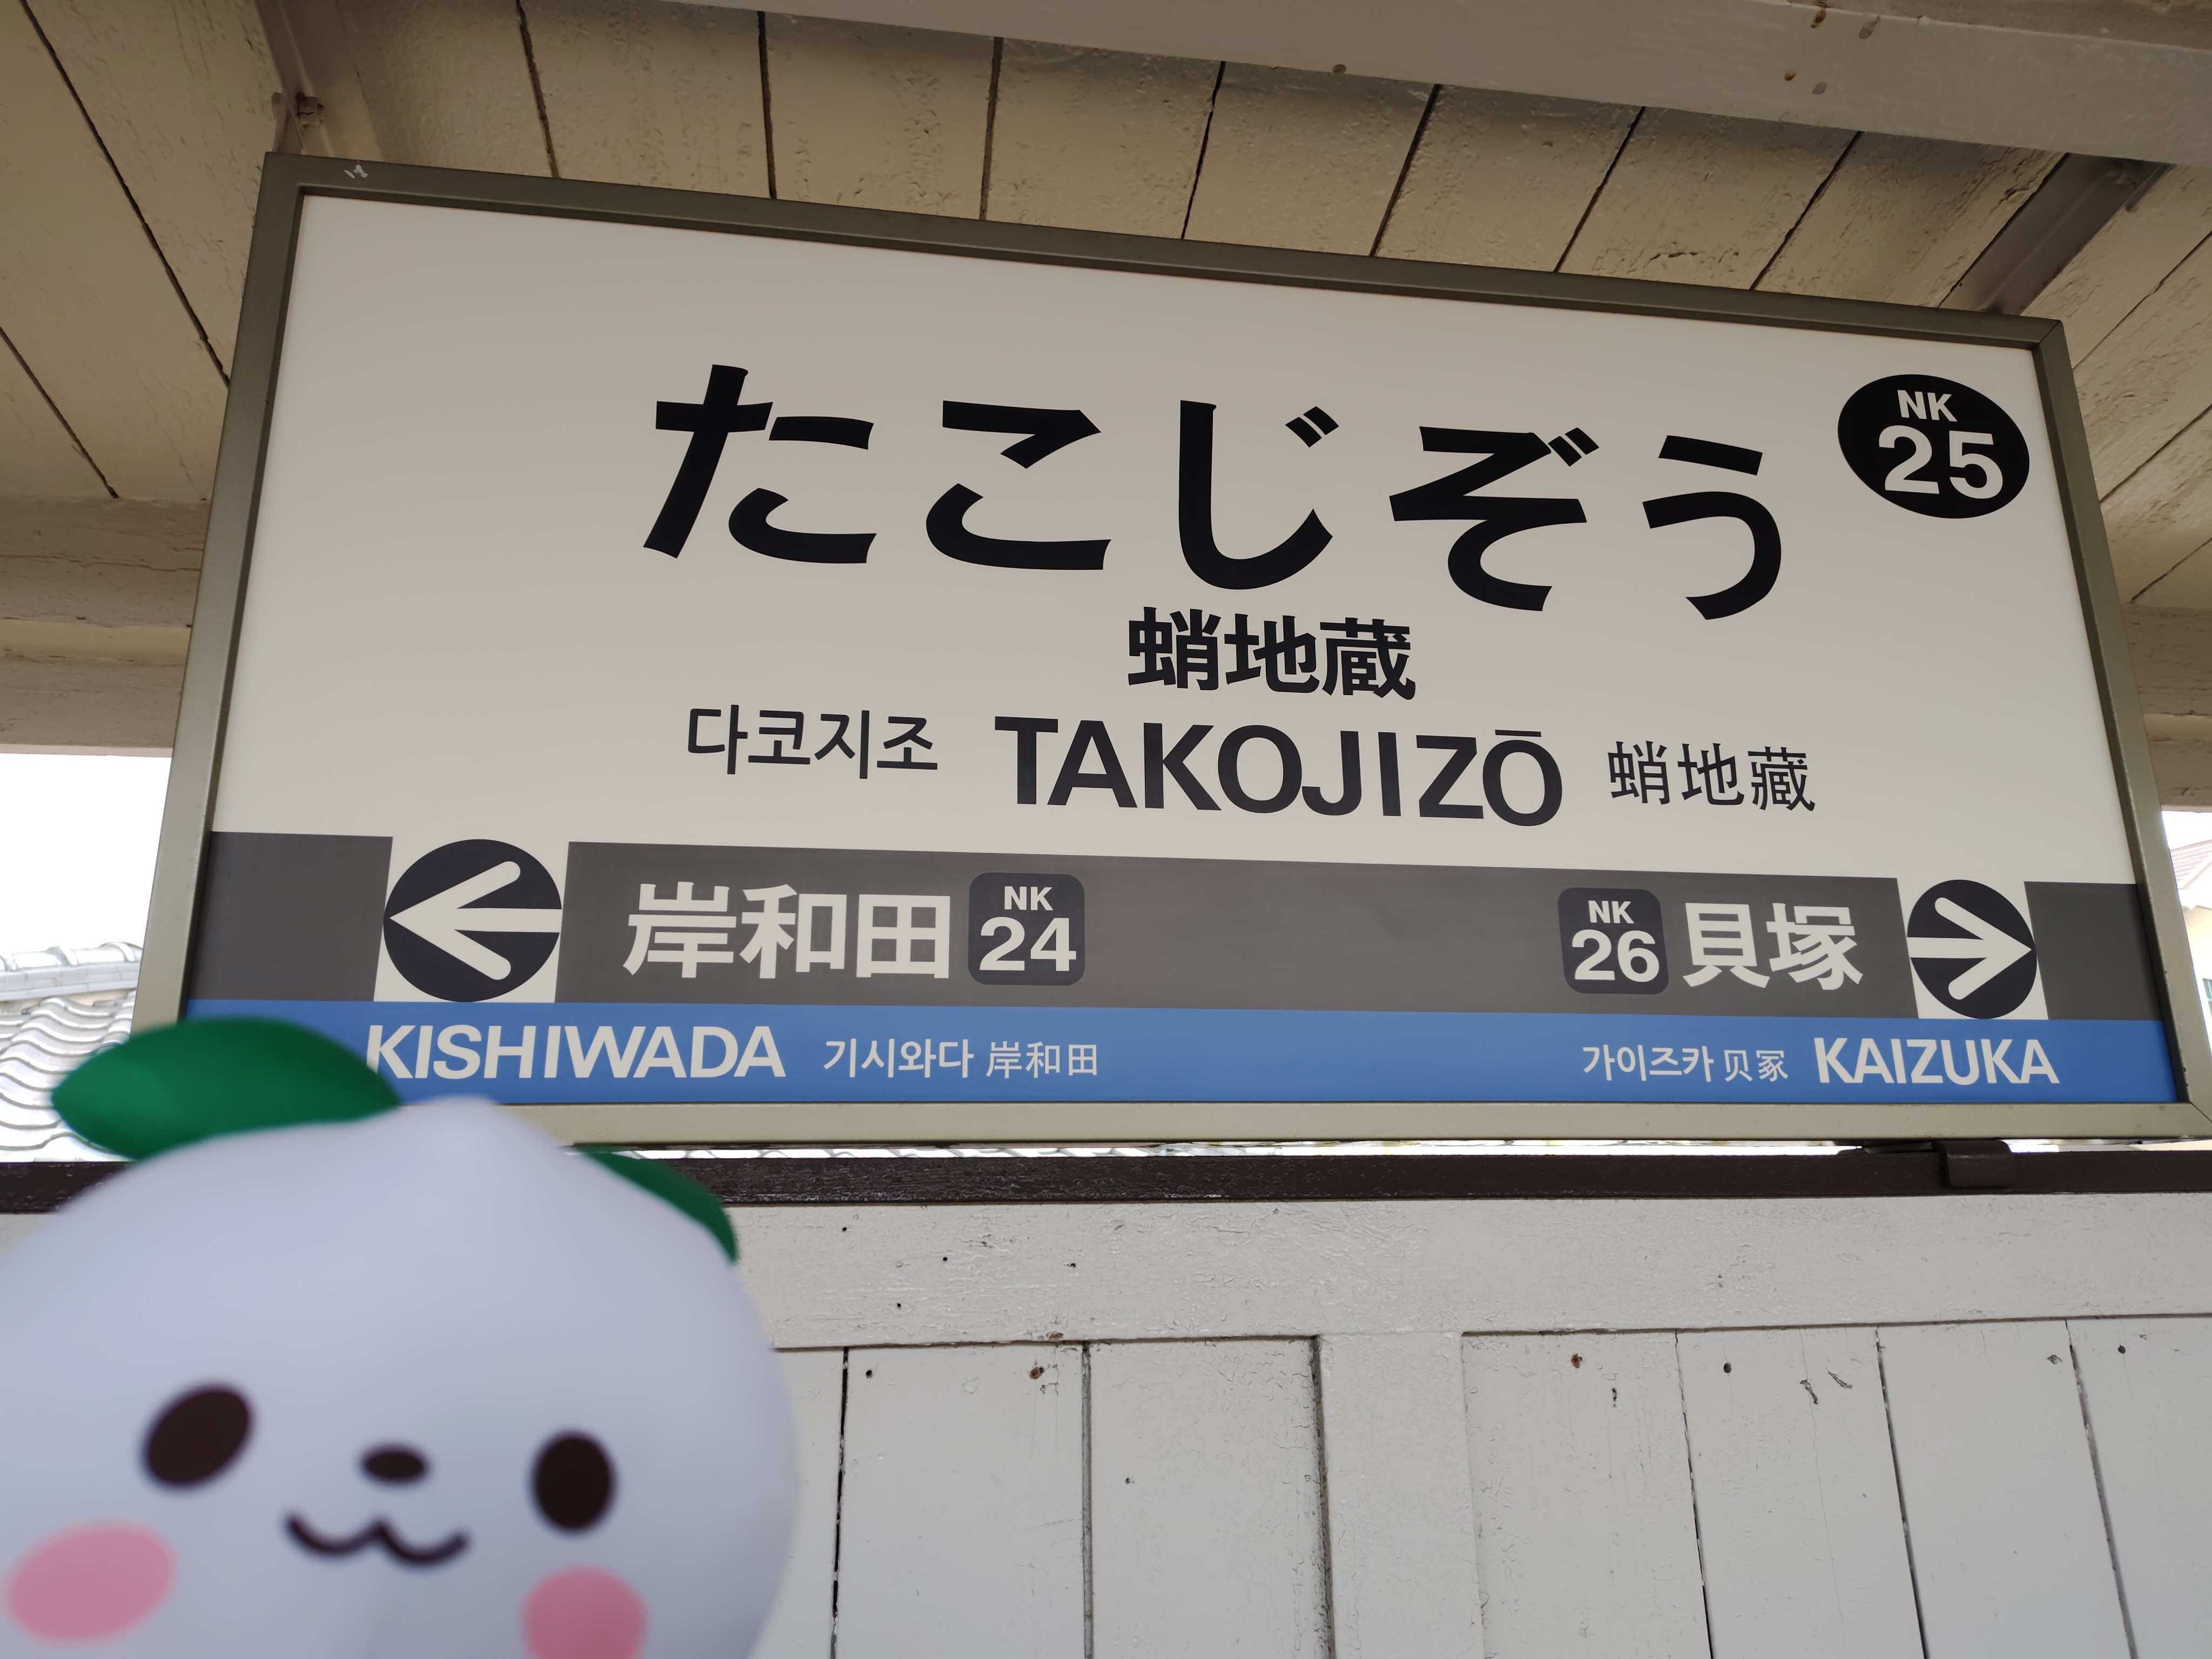 たこじぞう
NK
25
蛸地蔵
다코지조 TAKOJIZŌ 蛸地藏
岸和田 NK 24
NK 26 貝塚
KISHIWADA 기시와다 岸和田
가이즈카 贝冢 KAIZUKA